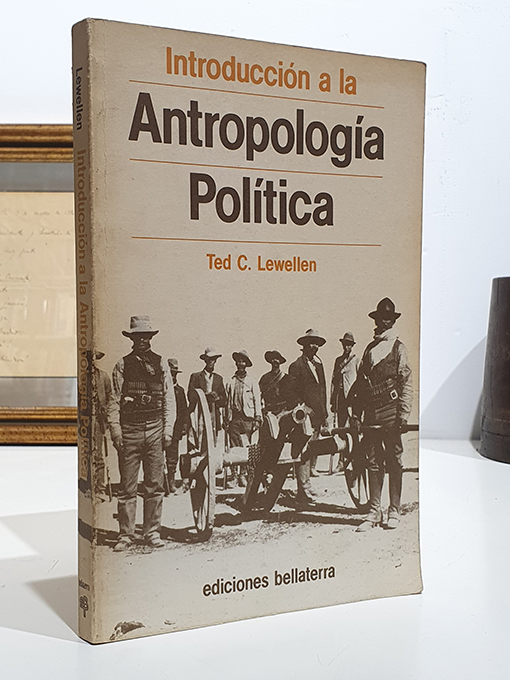 Introducción a la
Antropología
Política
Ted C. Lewellen
ediciones bellaterra
Lewellen
Introducción a la Antropología Política